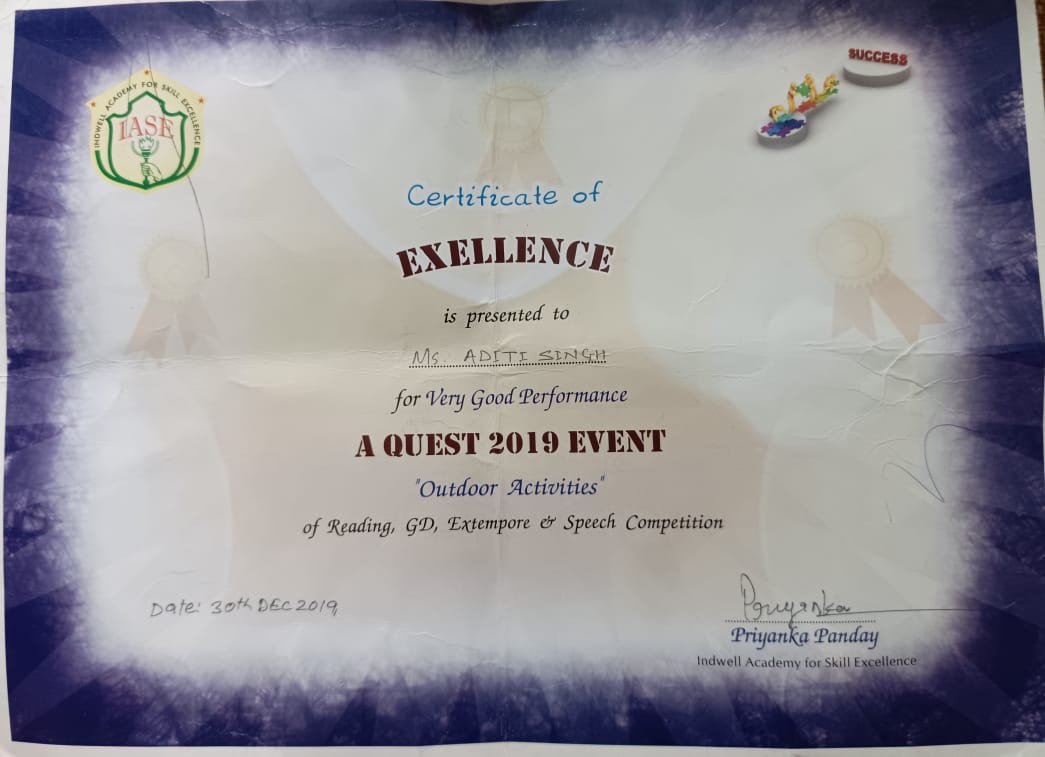 INDWELL ACADEMY FOR SKILL EXCELLENCE
IASE
SUCCESS
Certificate of
EXELLENCE
is presented to
Ms. ADITI SINGH
for Very Good Performance
A QUEST 2019 EVENT
"Outdoor Activities"
of Reading, GD, Extempore & Speech Competition
Date: 30th DEC 2019
Priyanka
Priyanka Panday
Indwell Academy for Skill Excellence